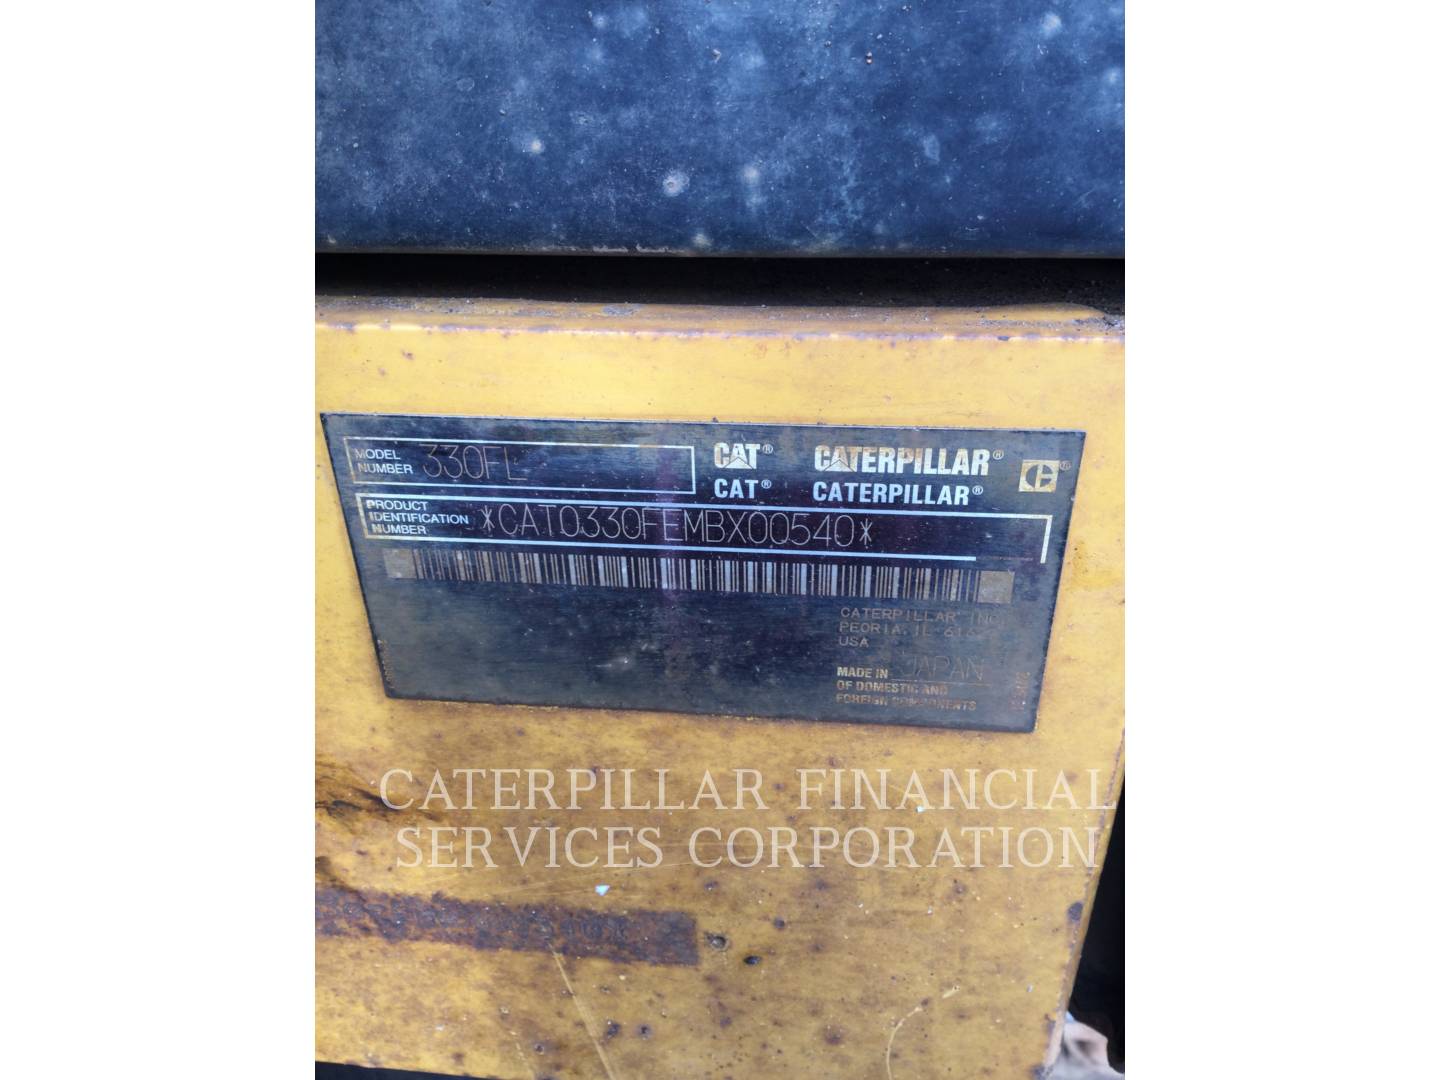 MODEL
NUMBER 330FL
CAT® CATERPILLAR®
CAT® CATERPILLAR®
PRODUCT
IDENTIFICATION
NUMBER *CAT0330FEMBX00540*
CATERPILLAR INC
PEORIA, IL
USA
MADE IN JAPAN
OF DOMESTIC AND
FOREIGN COMPONENTS
CATERPILLAR FINANCIAL
SERVICES CORPORATION